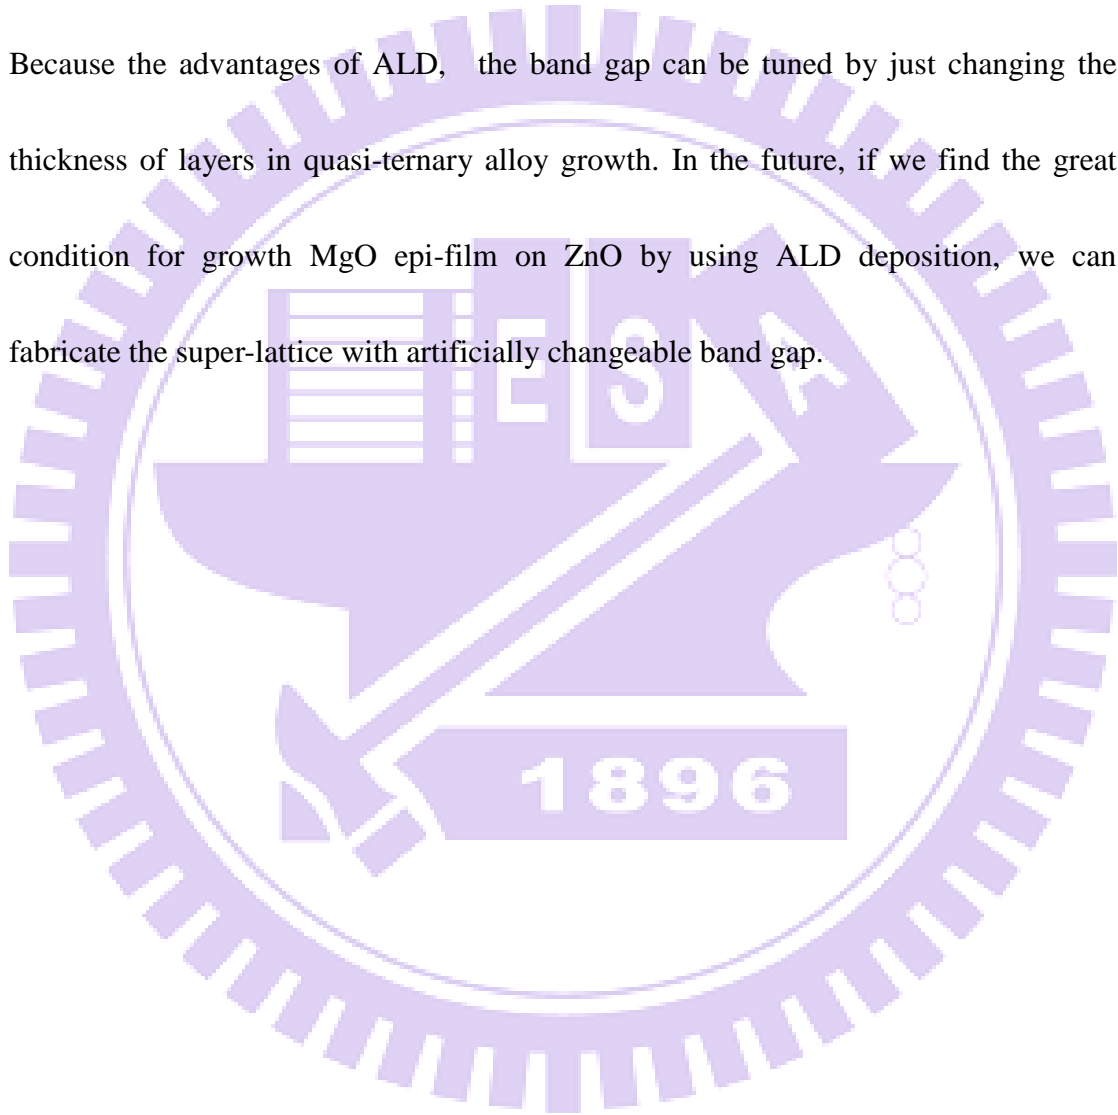 Because the advantages of ALD, the band gap can be tuned by just changing the
thickness of layers in quasi-ternary alloy growth. In the future, if we find the great
condition for growth MgO epi-film on ZnO by using ALD deposition, we can
fabricate the super-lattice with artificially changeable band gap.
E S A
1896